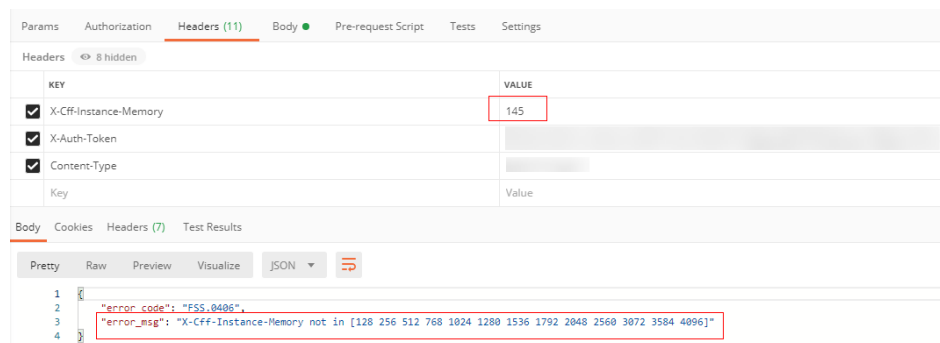 Params Authorization Headers (11) Body Pre-request Script Tests Settings
Headers 8 hidden
KEY VALUE
X-Cff-Instance-Memory 145
X-Auth-Token
Content-Type
Key Value
Body Cookies Headers (7) Test Results
Pretty Raw Preview Visualize JSON
1 {
2 "error_code": "FSS.0406",
3 "error_msg": "X-Cff-Instance-Memory not in [128 256 512 768 1024 1280 1536 1792 2048 2560 3072 3584 4096]"
4 }